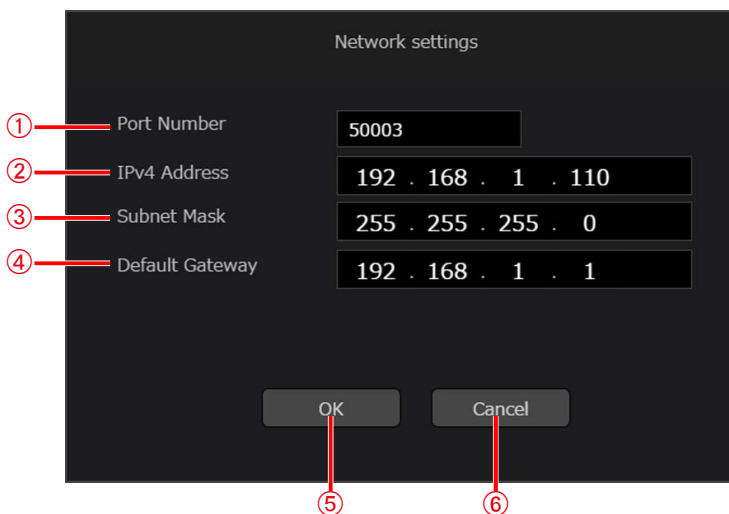 Network settings
① Port Number 50003
② IPv4 Address 192 . 168 . 1 . 110
③ Subnet Mask 255 . 255 . 255 . 0
④ Default Gateway 192 . 168 . 1 . 1
OK Cancel
⑤ ⑥